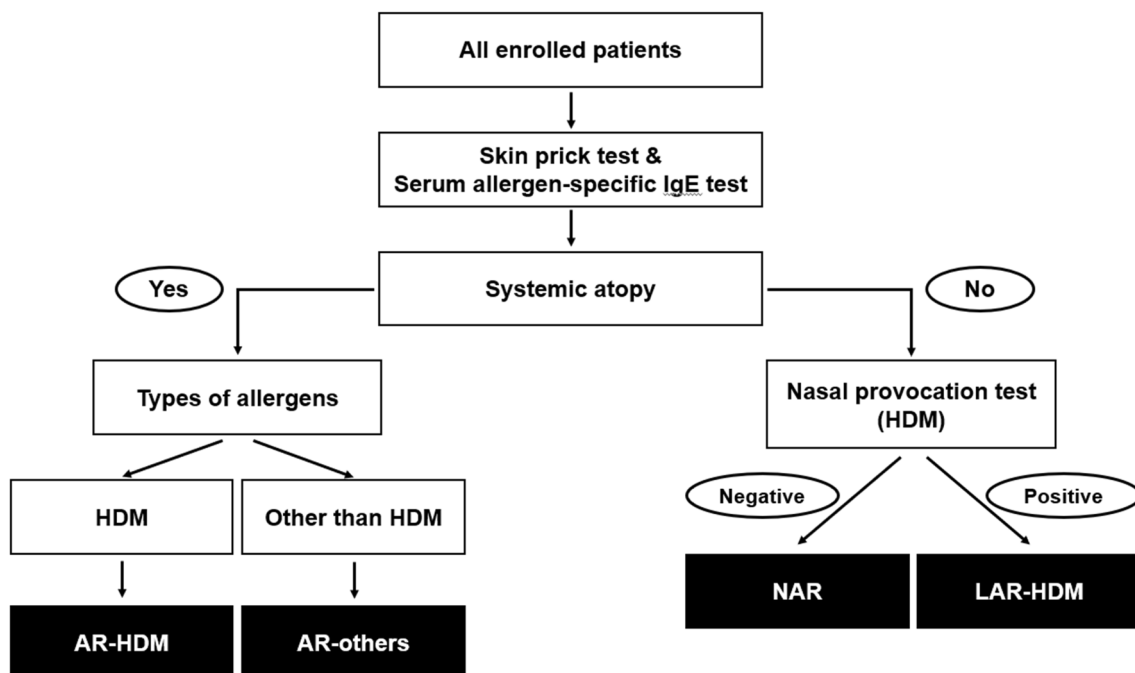 All enrolled patients
Skin prick test &
Serum allergen-specific IgE test
Systemic atopy
Yes
No
Types of allergens
Nasal provocation test
(HDM)
HDM
Other than HDM
Negative
Positive
AR-HDM
AR-others
NAR
LAR-HDM